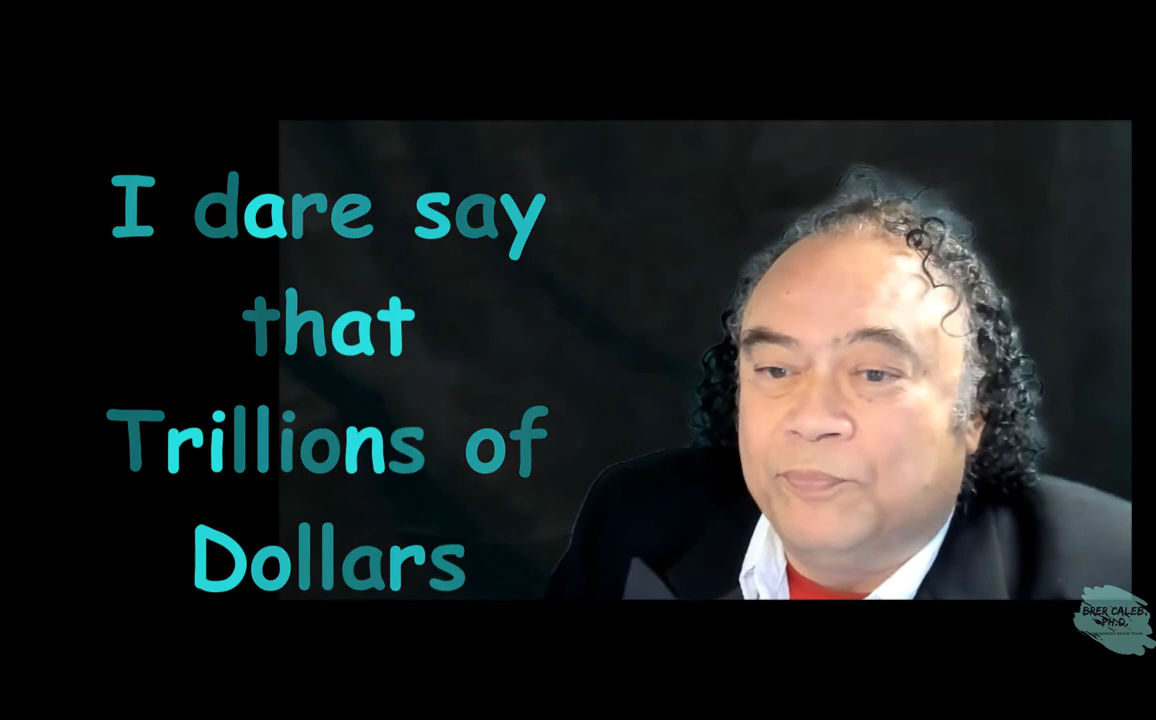 I dare say
that
Trillions of
Dollars
BRER CALEB,
PH.D.